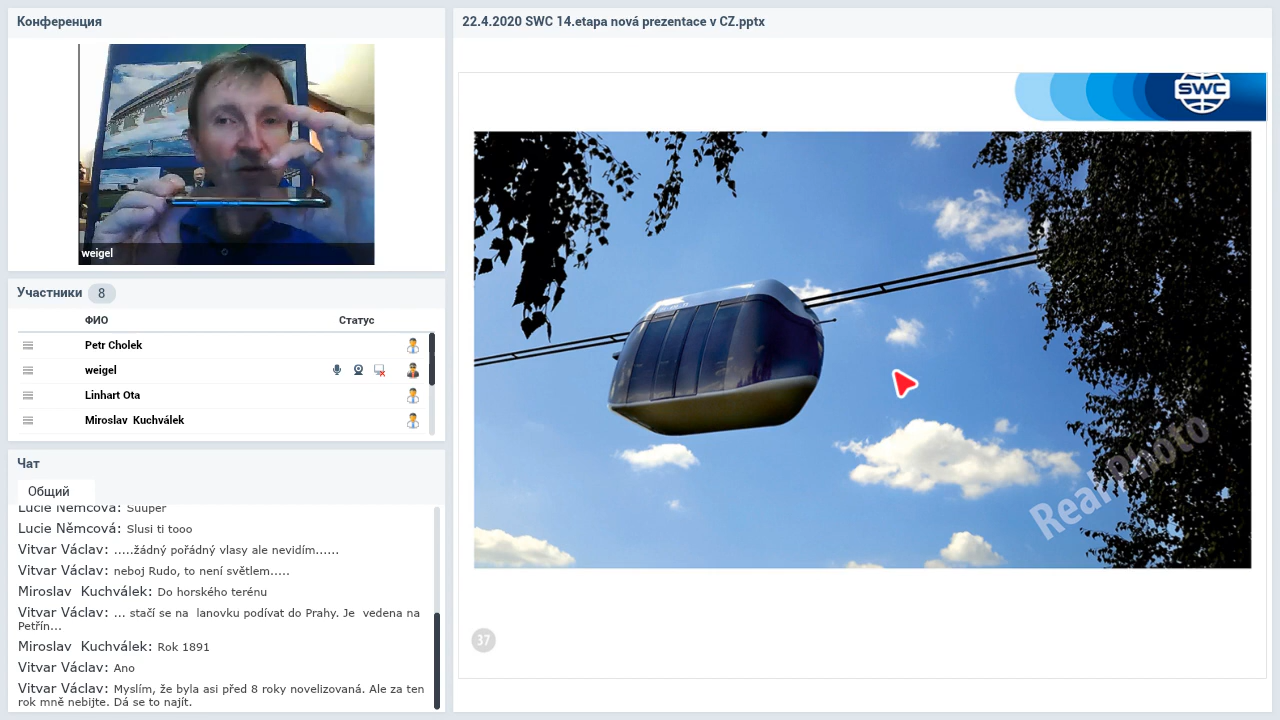 Конференция
weigel
Участники 8
ФИО Статус
Petr Cholek
weigel
Linhart Ota
Miroslav Kuchválek
Чат
Общий
Lucie Němcová: Suuper
Lucie Němcová: Slusi ti tooo
Vitvar Václav: .....žádný pořádný vlasy ale nevidím......
Vitvar Václav: neboj Rudo, to není světlem.....
Miroslav Kuchválek: Do horského terénu
Vitvar Václav: ... stačí se na lanovku podívat do Prahy. Je vedena na
Petřín...
Miroslav Kuchválek: Rok 1891
Vitvar Václav: Ano
Vitvar Václav: Myslím, že byla asi před 8 roky novelizovaná. Ale za ten
rok mně nebijte. Dá se to najít.
22.4.2020 SWC 14.etapa nová prezentace v CZ.pptx
SWC
Real Photo
37